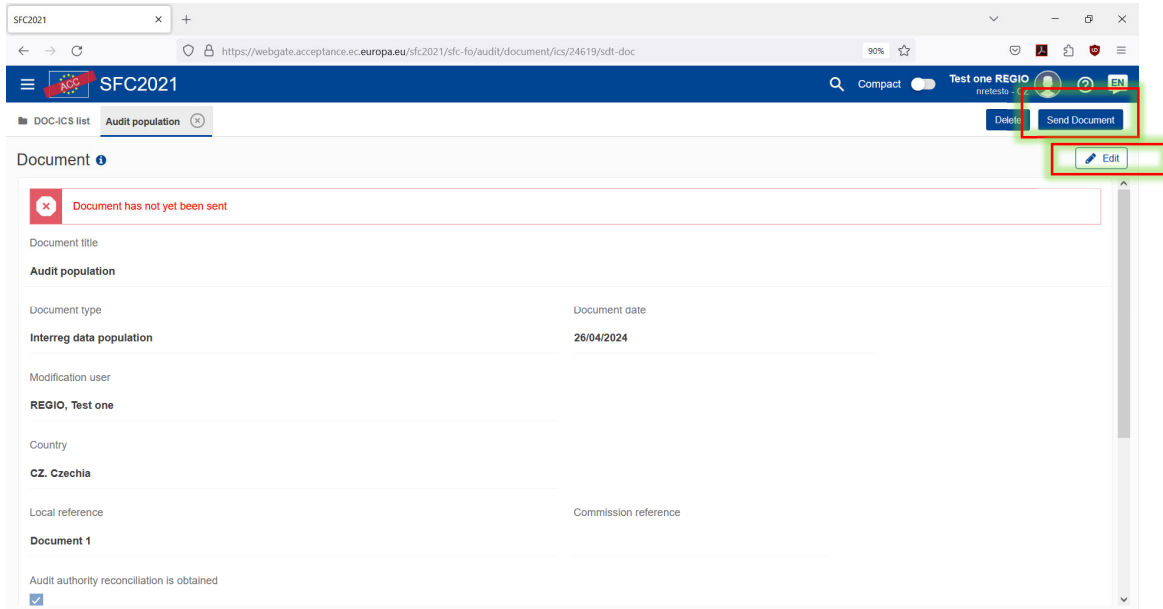 SFC2021
https://webgate.acceptance.ec.europa.eu/sfc2021/sfc-fo/audit/document/ics/24619/sdt-doc
90%
ACC SFC2021
Compact
Test one REGIO
nretesto - CZ
EN
DOC-ICS list
Audit population
Delete
Send Document
Document
Edit
Document has not yet been sent
Document title
Audit population
Document type
Document date
Interreg data population
26/04/2024
Modification user
REGIO, Test one
Country
CZ. Czechia
Local reference
Commission reference
Document 1
Audit authority reconciliation is obtained